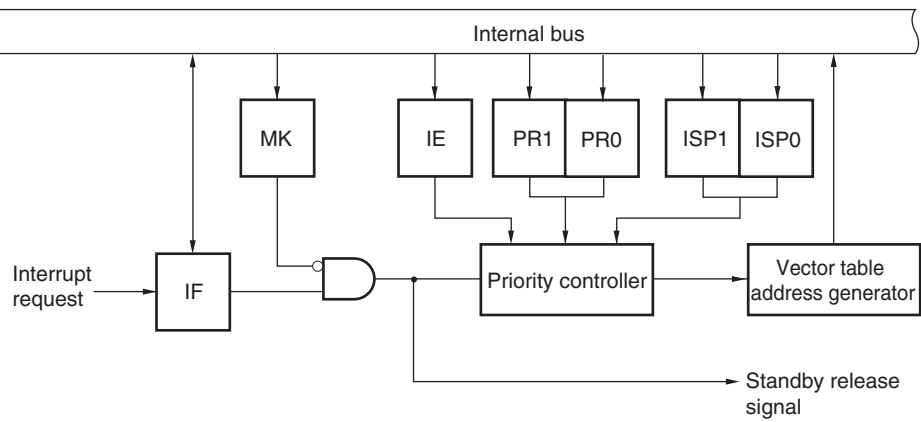 Internal bus
MK
IE
PR1
PR0
ISP1
ISP0
Interrupt
request
IF
Priority controller
Vector table
address generator
Standby release
signal